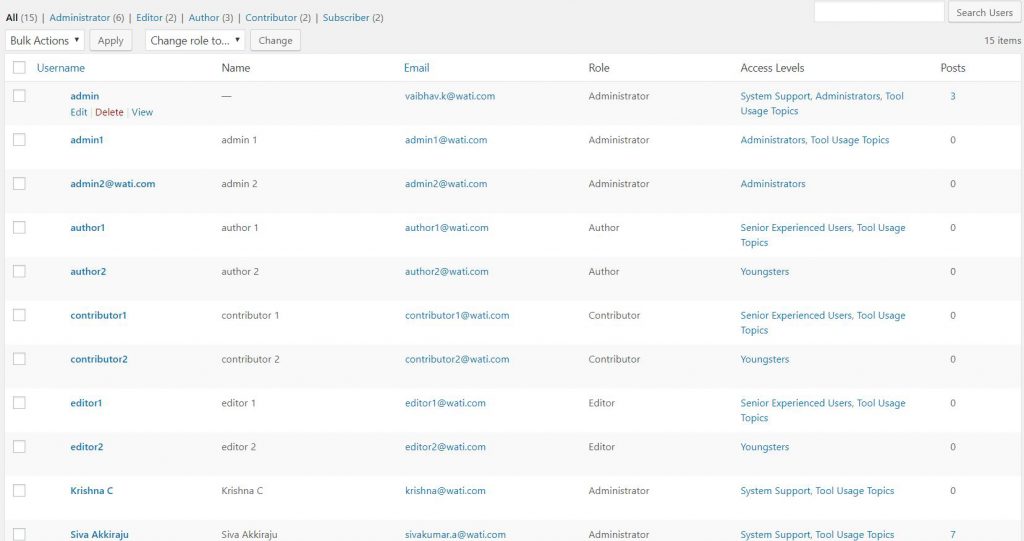 All (15) | Administrator (6) | Editor (2) | Author (3) | Contributor (2) | Subscriber (2)
Search Users
Bulk Actions Apply Change role to... Change 15 items
Username Name Email Role Access Levels Posts
admin — vaibhav.k@wati.com Administrator System Support, Administrators, Tool 3
Edit | Delete | View Usage Topics
admin1 admin 1 admin1@wati.com Administrator Administrators, Tool Usage Topics 0
admin2@wati.com admin 2 admin2@wati.com Administrator Administrators 0
author1 author 1 author1@wati.com Author Senior Experienced Users, Tool Usage 0
Topics
author2 author 2 author2@wati.com Author Youngsters 0
contributor1 contributor 1 contributor1@wati.com Contributor Senior Experienced Users, Tool Usage 0
Topics
contributor2 contributor 2 contributor2@wati.com Contributor Youngsters 0
editor1 editor 1 editor1@wati.com Editor Senior Experienced Users, Tool Usage 0
Topics
editor2 editor 2 editor2@wati.com Editor Youngsters 0
Krishna C Krishna C krishna@wati.com Administrator System Support, Tool Usage Topics 0
Siva Akkiraju Siva Akkiraju sivakumar.a@wati.com Administrator System Support, Tool Usage Topics 7